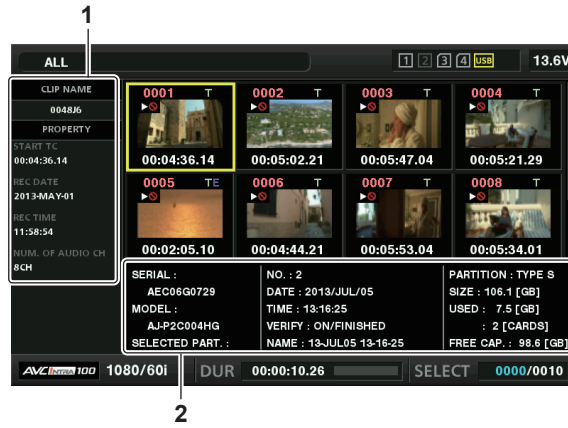 1
ALL
1 2 3 4 USB
13.6V
CLIP NAME
0048J6
PROPERTY
START TC
00:04:36.14
REC DATE
2013-MAY-01
REC TIME
11:58:54
NUM. OF AUDIO CH
8CH
0001 T
00:04:36.14
0002 T
00:05:02.21
0003 T
00:05:47.04
0004 T
00:05:21.29
0005 TE
00:02:05.10
0006 T
00:04:44.21
0007 T
00:05:53.04
0008 T
00:05:34.01
SERIAL :
AEC06G0729
MODEL :
AJ-P2C004HG
SELECTED PART. :
NO. : 2
DATE : 2013/JUL/05
TIME : 13:16:25
VERIFY : ON/FINISHED
NAME : 13-JUL05 13-16-25
PARTITION : TYPE S
SIZE : 106.1 [GB]
USED : 7.5 [GB]
: 2 [CARDS]
FREE CAP. : 98.6 [GB]
AVC INTRA 100
1080/60i
DUR 00:00:10.26
SELECT 0000/0010
2